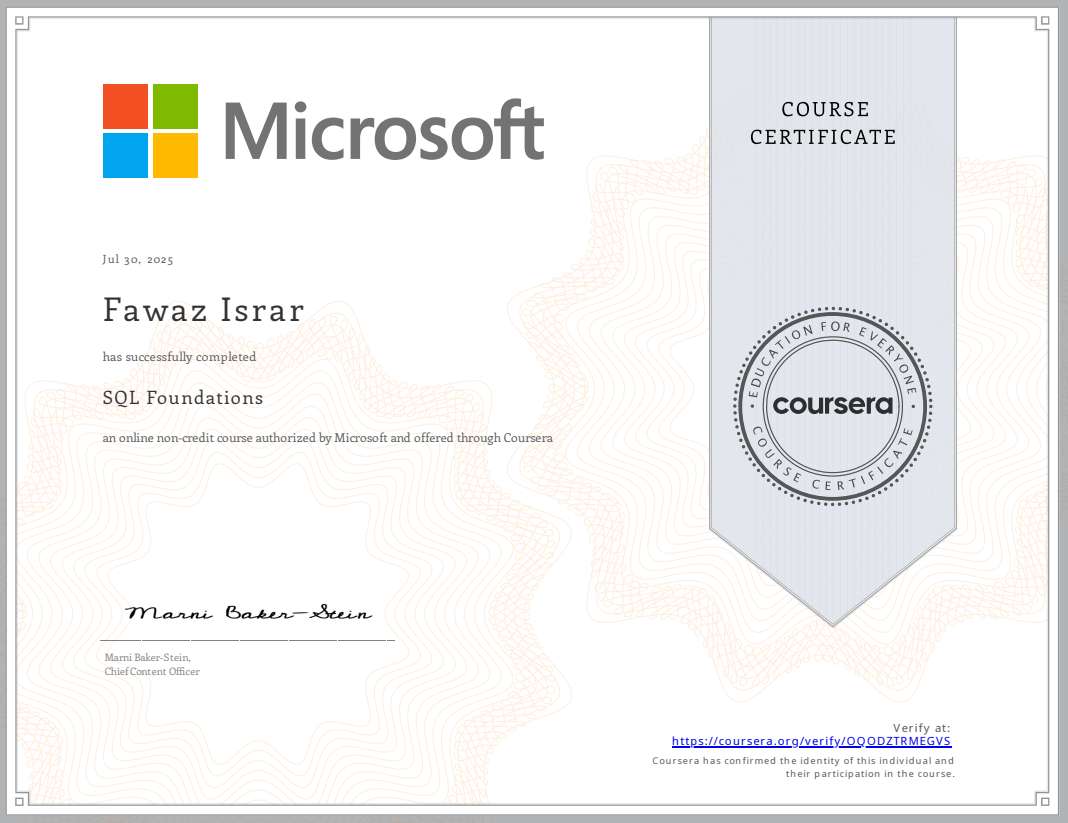 Microsoft
COURSE
CERTIFICATE
Jul 30, 2025
Fawaz Israr
has successfully completed
SQL Foundations
an online non-credit course authorized by Microsoft and offered through Coursera
EDUCATION FOR EVERYONE
coursera
COURSE CERTIFICATE
Marni Baker-Stein
Marni Baker-Stein,
Chief Content Officer
Verify at:
https://coursera.org/verify/OQODZTRMEGVS
Coursera has confirmed the identity of this individual and
their participation in the course.